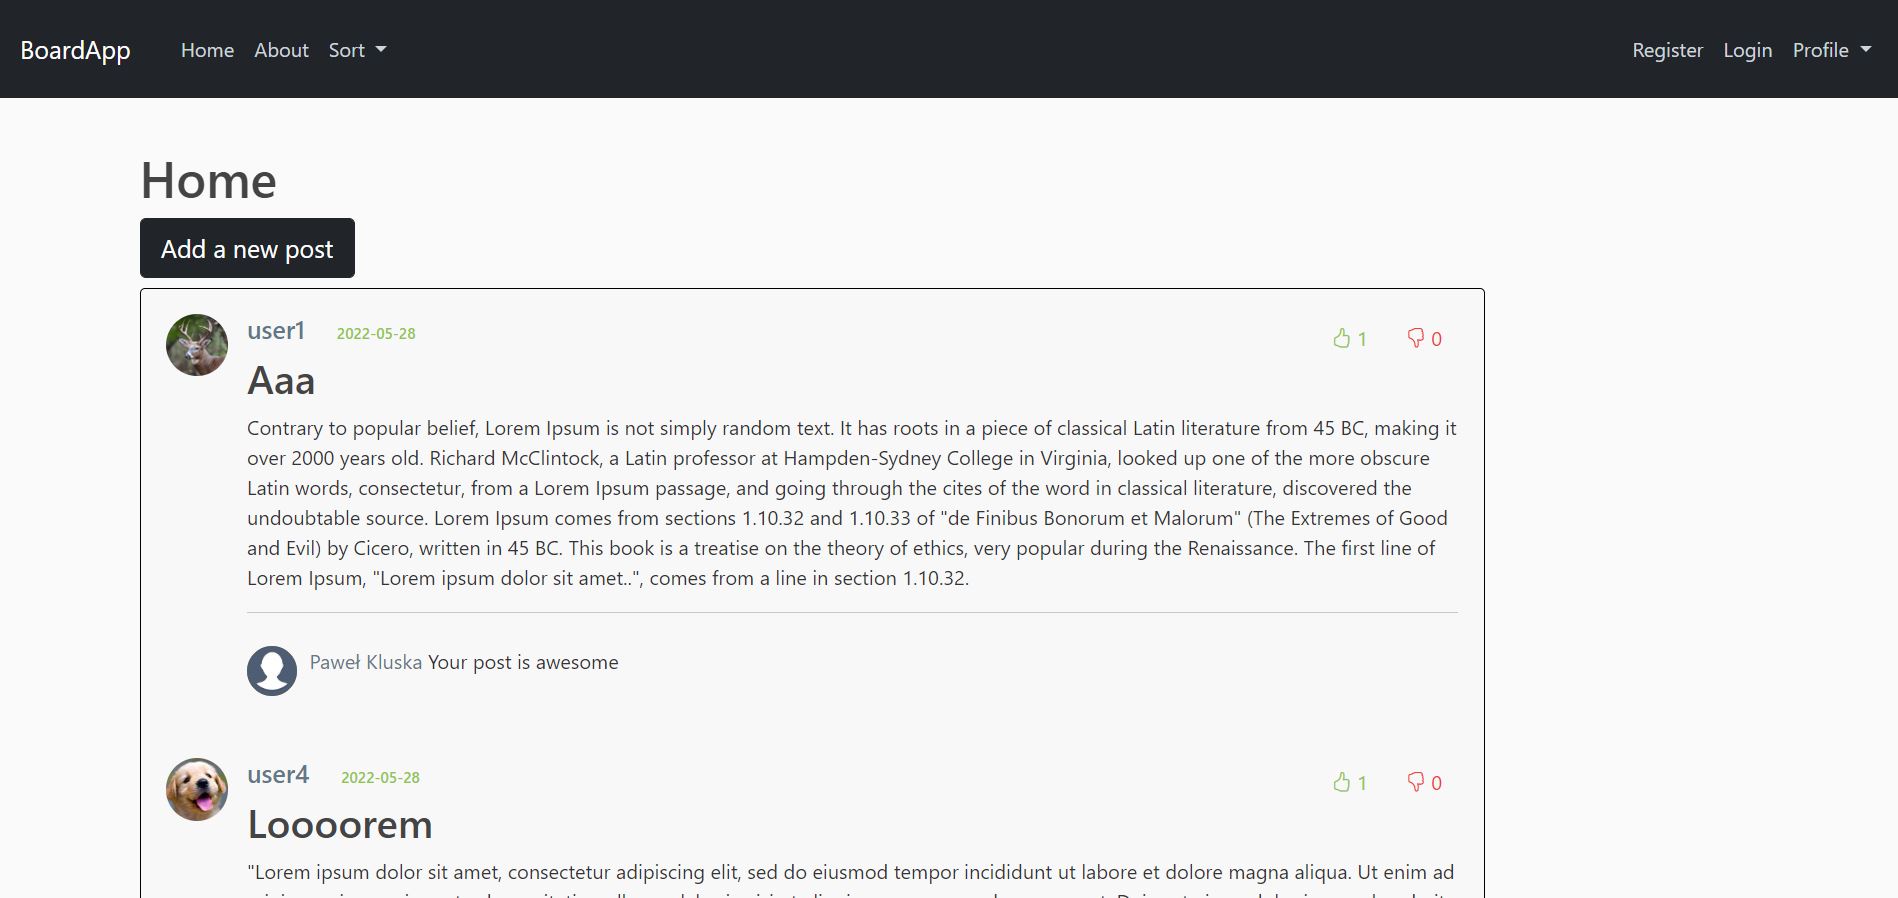 BoardApp Home About Sort Register Login Profile
Home
Add a new post
user1 2022-05-28 1 0
Aaa
Contrary to popular belief, Lorem Ipsum is not simply random text. It has roots in a piece of classical Latin literature from 45 BC, making it
over 2000 years old. Richard McClintock, a Latin professor at Hampden-Sydney College in Virginia, looked up one of the more obscure
Latin words, consectetur, from a Lorem Ipsum passage, and going through the cites of the word in classical literature, discovered the
undoubtable source. Lorem Ipsum comes from sections 1.10.32 and 1.10.33 of "de Finibus Bonorum et Malorum" (The Extremes of Good
and Evil) by Cicero, written in 45 BC. This book is a treatise on the theory of ethics, very popular during the Renaissance. The first line of
Lorem Ipsum, "Lorem ipsum dolor sit amet..", comes from a line in section 1.10.32.
Paweł Kluska Your post is awesome
user4 2022-05-28 1 0
Loooorem
"Lorem ipsum dolor sit amet, consectetur adipiscing elit, sed do eiusmod tempor incididunt ut labore et dolore magna aliqua. Ut enim ad